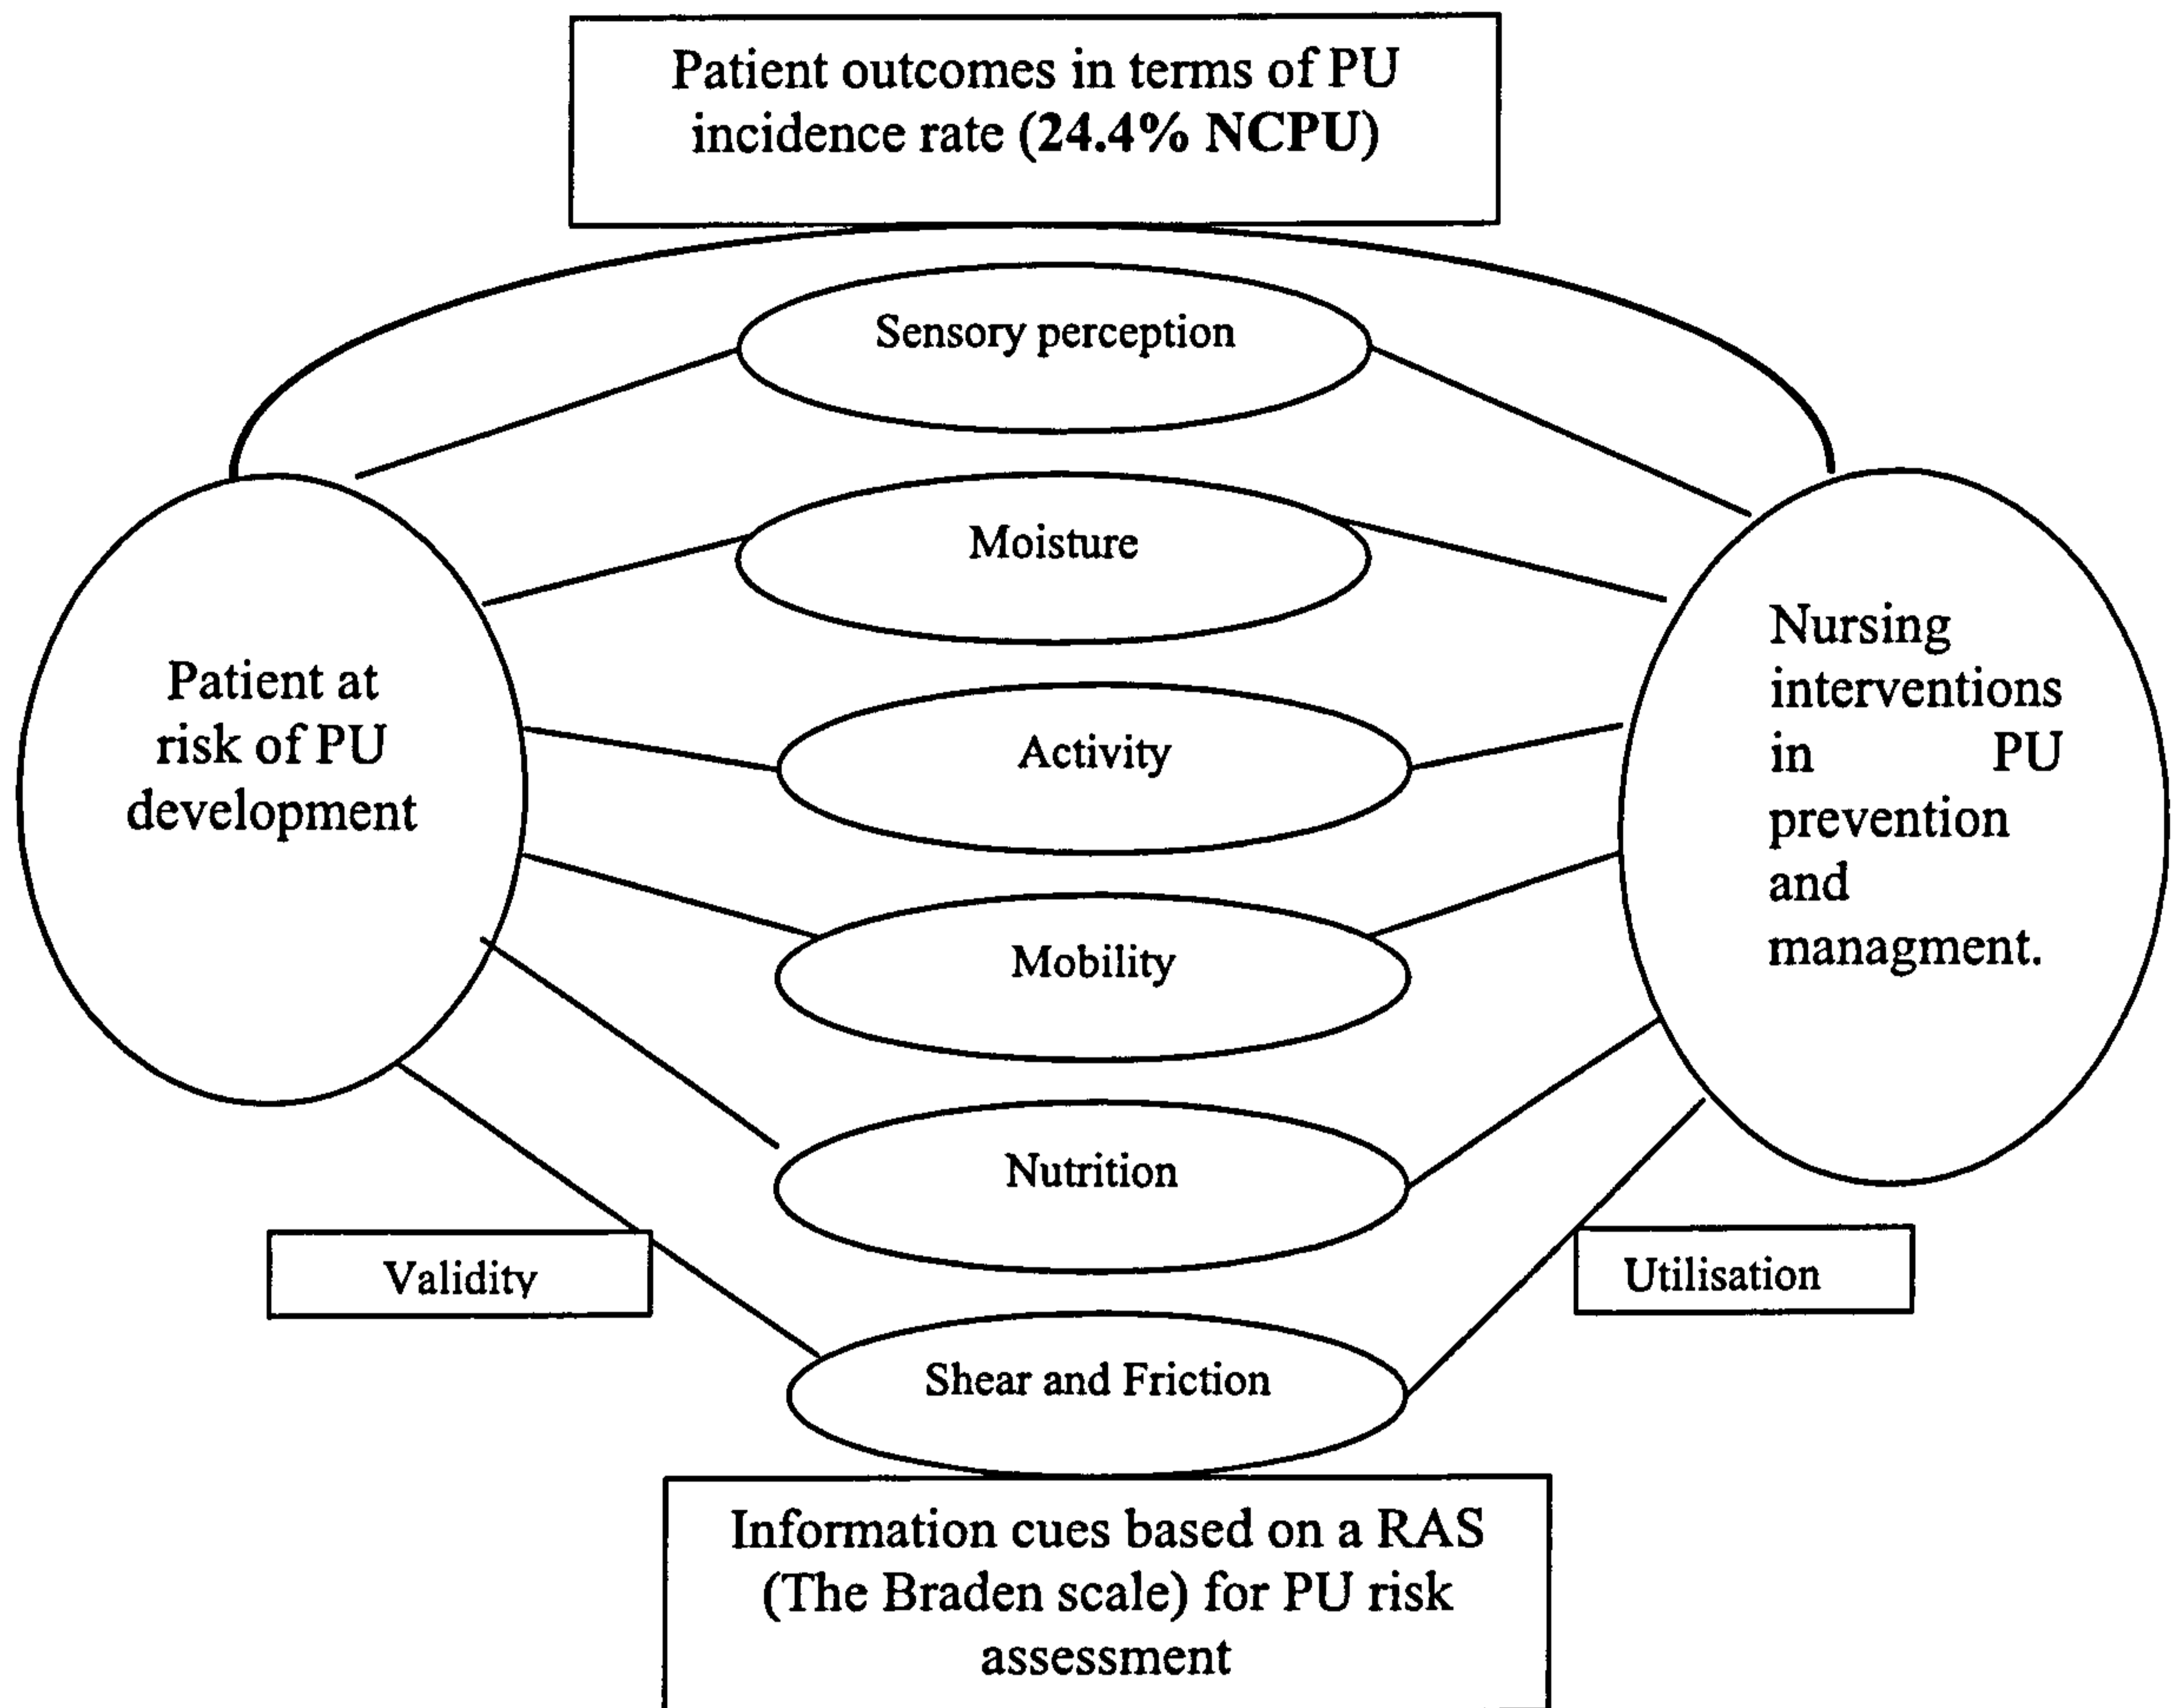 Patient outcomes in terms of PU
incidence rate (24.4% NCPU)
Sensory perception
Moisture
Patient at
risk of PU
development
Activity
Nursing
interventions
in PU
prevention
and
managment.
Mobility
Nutrition
Validity
Utilisation
Shear and Friction
Information cues based on a RAS
(The Braden scale) for PU risk
assessment